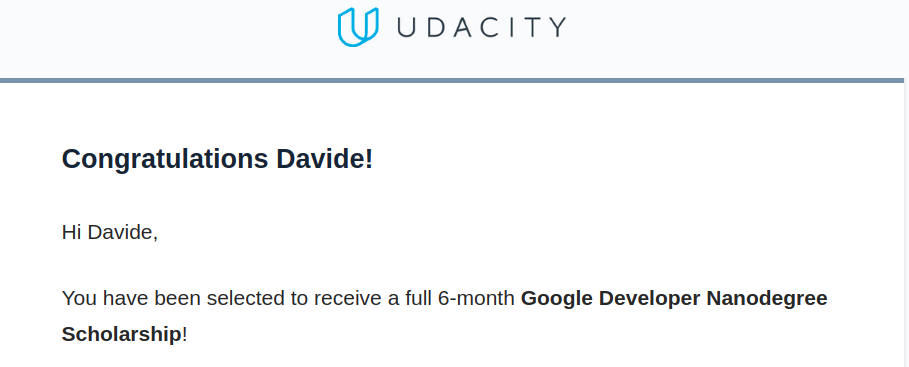 UDACITY
Congratulations Davide!
Hi Davide,
You have been selected to receive a full 6-month Google Developer Nanodegree
Scholarship!